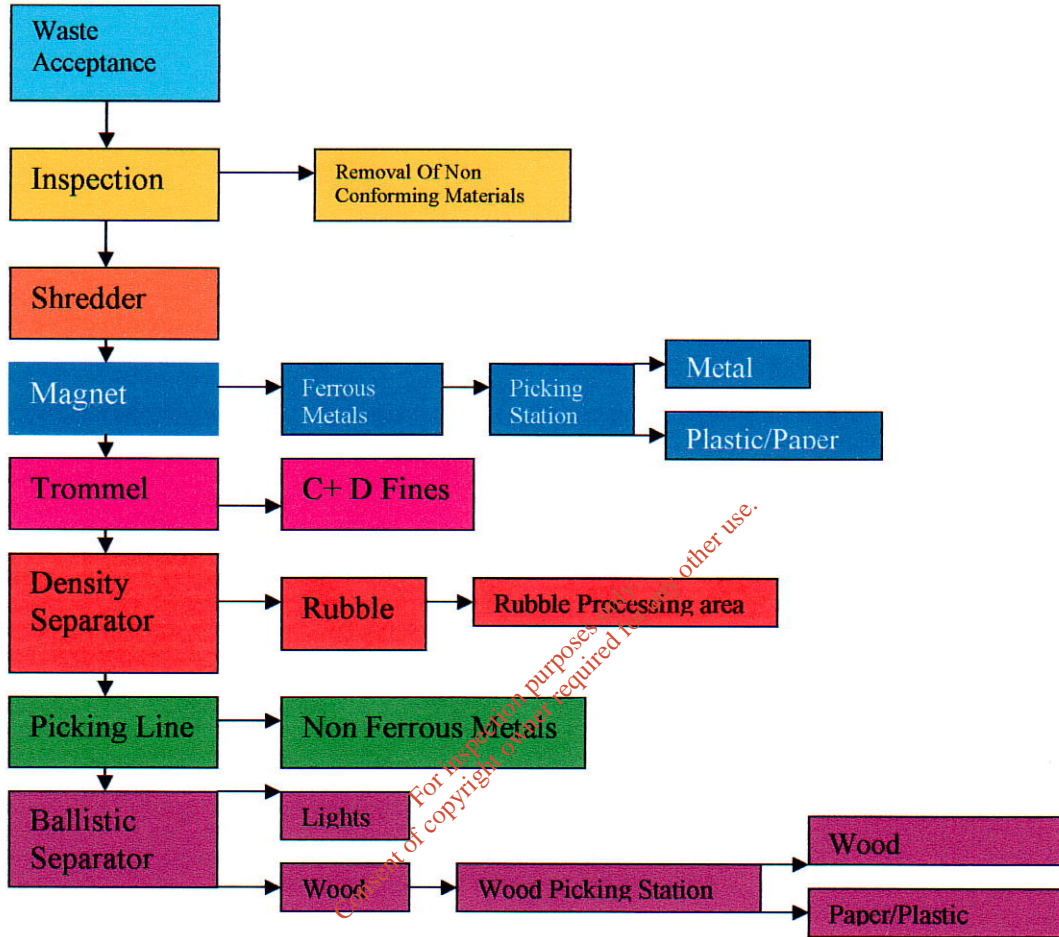 Waste
Acceptance
Inspection
Removal Of Non
Conforming Materials
Shredder
Magnet
Ferrous
Metals
Picking
Station
Metal
Plastic/Paper
Trommel
C+ D Fines
Density
Separator
Rubble
Rubble Processing area
Picking Line
Non Ferrous Metals
Ballistic
Separator
Lights
Wood
Wood Picking Station
Wood
Paper/Plastic
For inspection purposes other use.
Consent of copyright owner required